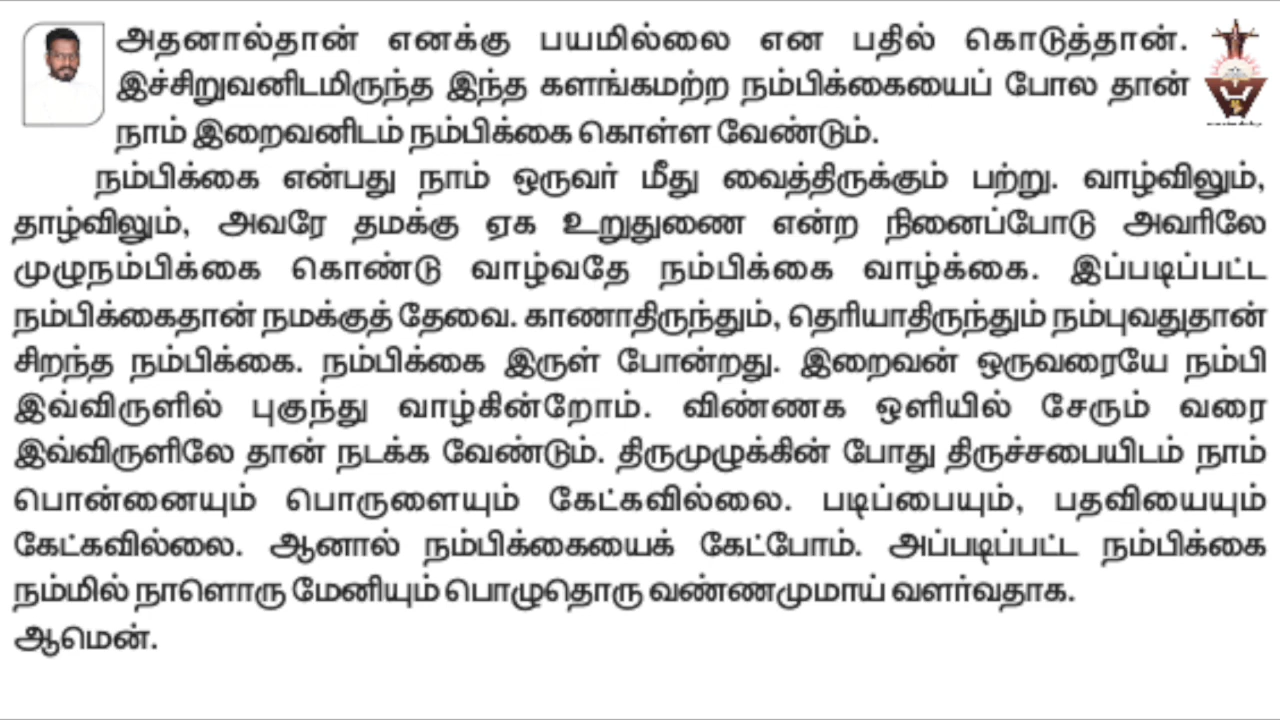 அதனால்தான் எனக்கு பயமில்லை என பதில் கொடுத்தான்.
இச்சிறுவனிடமிருந்த இந்த களங்கமற்ற நம்பிக்கையைப் போல தான்
நாம் இறைவனிடம் நம்பிக்கை கொள்ள வேண்டும்.
நம்பிக்கை என்பது நாம் ஒருவர் மீது வைத்திருக்கும் பற்று. வாழ்விலும்,
தாழ்விலும், அவரே தமக்கு ஏக உறுதுணை என்ற நினைப்போடு அவரிலே
முழுநம்பிக்கை கொண்டு வாழ்வதே நம்பிக்கை வாழ்க்கை. இப்படிப்பட்ட
நம்பிக்கைதான் நமக்குத் தேவை. காணாதிருந்தும், தெரியாதிருந்தும் நம்புவதுதான்
சிறந்த நம்பிக்கை. நம்பிக்கை இருள் போன்றது. இறைவன் ஒருவரையே நம்பி
இவ்விருளில் புகுந்து வாழ்கின்றோம். விண்ணக ஒளியில் சேரும் வரை
இவ்விருளிலே தான் நடக்க வேண்டும். திருமுழுக்கின் போது திருச்சபையிடம் நாம்
பொன்னையும் பொருளையும் கேட்கவில்லை. படிப்பையும், பதவியையும்
கேட்கவில்லை. ஆனால் நம்பிக்கையைக் கேட்போம். அப்படிப்பட்ட நம்பிக்கை
நம்மில் நாளொரு மேனியும் பொழுதொரு வண்ணமுமாய் வளர்வதாக.
ஆமென்.